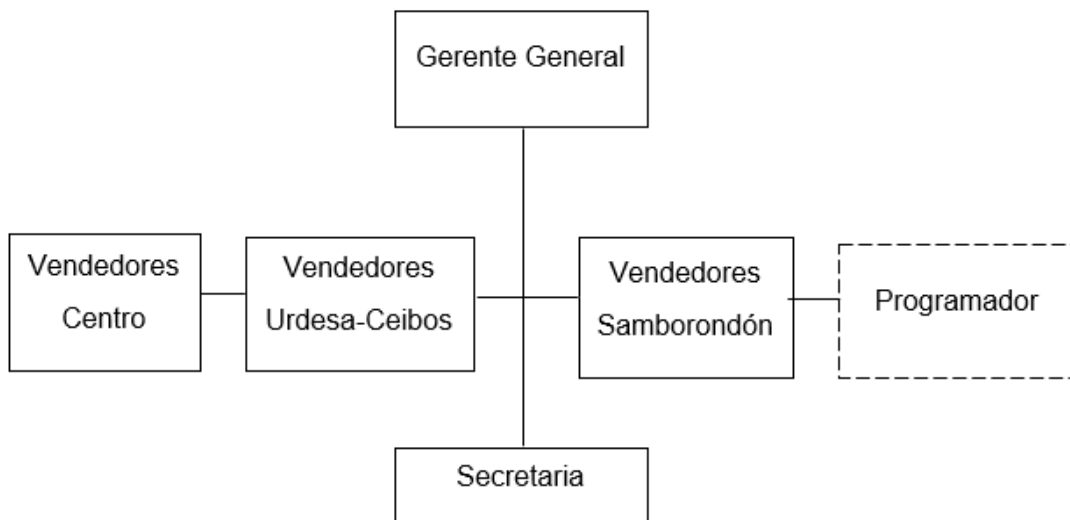 Gerente General
Vendedores
Centro
Vendedores
Urdesa-Ceibos
Vendedores
Samborondón
Programador
Secretaria